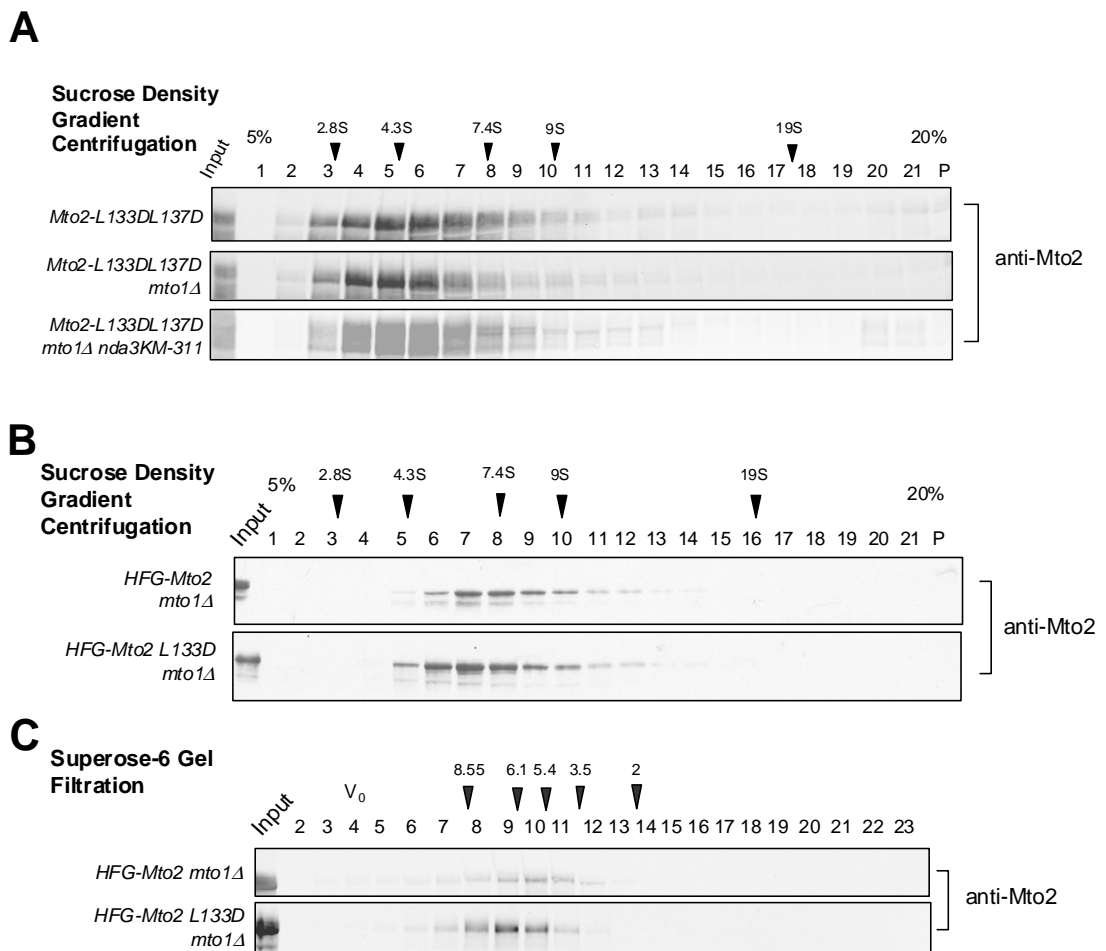 A
Sucrose Density
Gradient
Centrifugation
Input
5%
2.8S 4.3S 7.4S 9S 19S
20%
1 2 3 4 5 6 7 8 9 10 11 12 13 14 15 16 17 18 19 20 21 P
Mto2-L133DL137D
Mto2-L133DL137D
mto1Δ
Mto2-L133DL137D
mto1Δ nda3KM-311
anti-Mto2
B
Sucrose Density
Gradient
Centrifugation
Input
5%
2.8S 4.3S 7.4S 9S 19S
20%
1 2 3 4 5 6 7 8 9 10 11 12 13 14 15 16 17 18 19 20 21 P
HFG-Mto2
mto1Δ
HFG-Mto2 L133D
mto1Δ
anti-Mto2
C
Superose-6 Gel
Filtration
Input
V0
8.55 6.1 5.4 3.5 2
2 3 4 5 6 7 8 9 10 11 12 13 14 15 16 17 18 19 20 21 22 23
HFG-Mto2 mto1Δ
HFG-Mto2 L133D
mto1Δ
anti-Mto2